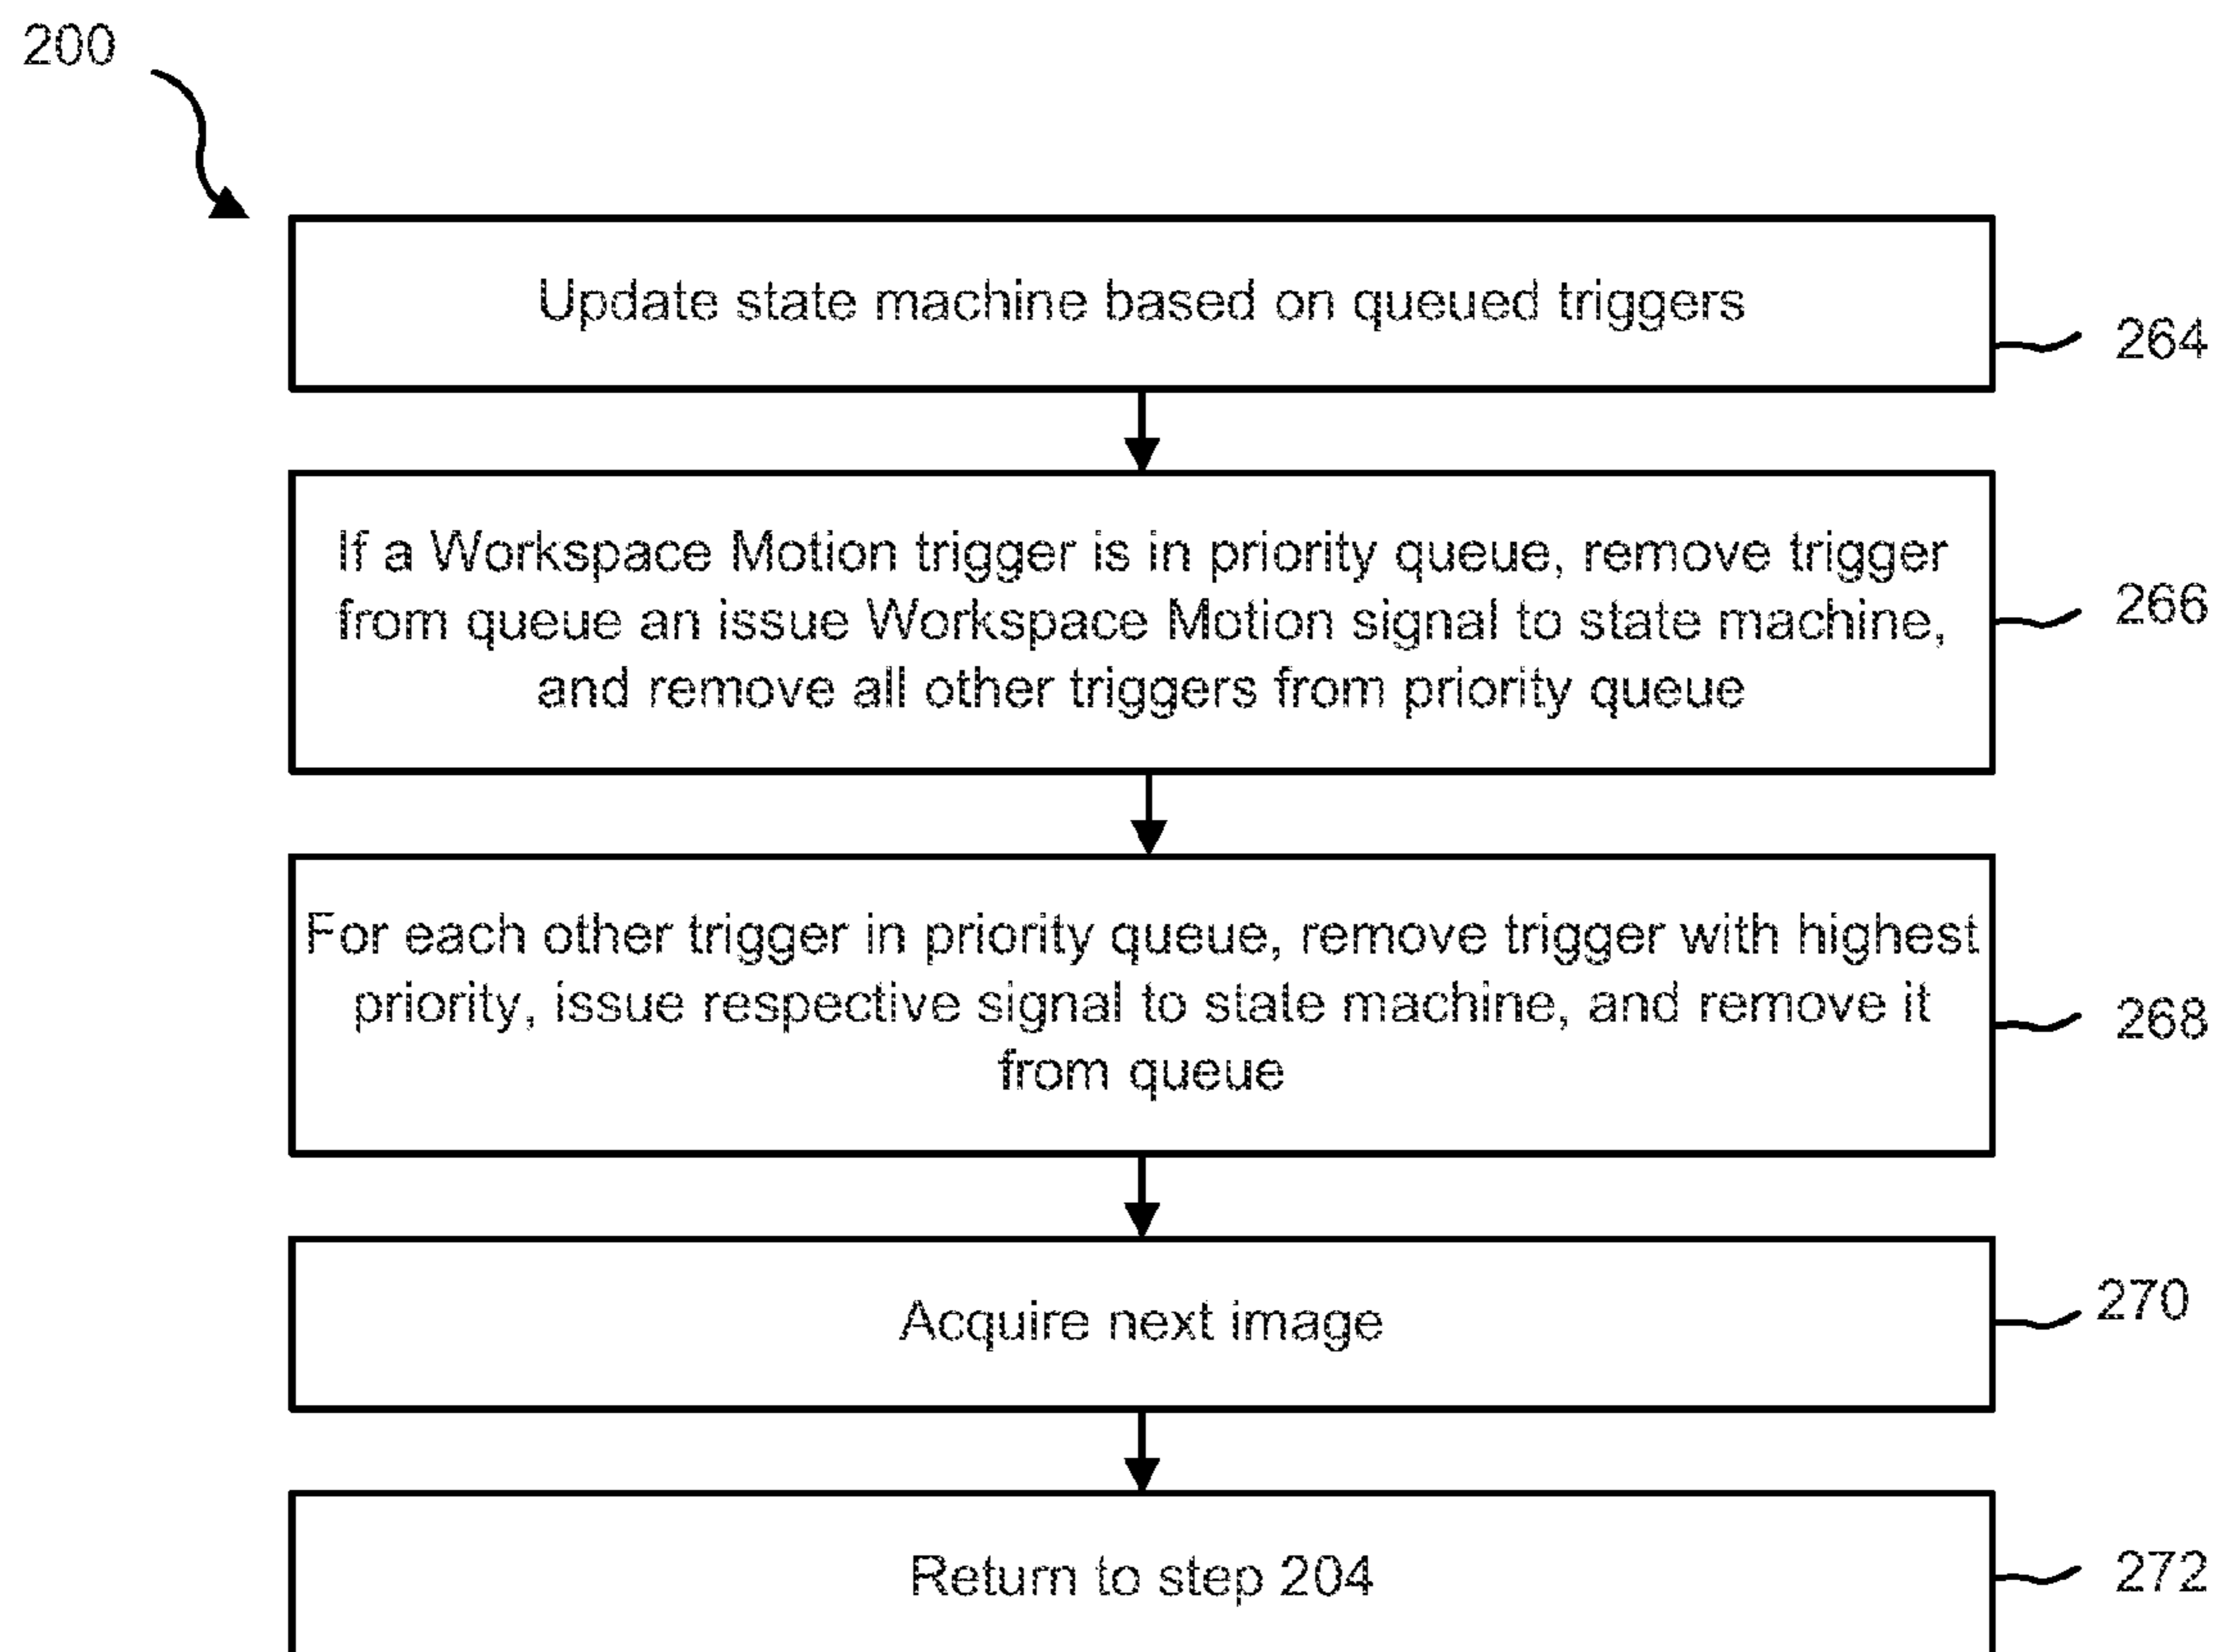 200
Update state machine based on queued triggers
264
If a Workspace Motion trigger is in priority queue, remove trigger
from queue an issue Workspace Motion signal to state machine,
and remove all other triggers from priority queue
266
For each other trigger in priority queue, remove trigger with highest
priority, issue respective signal to state machine, and remove it
from queue
268
Acquire next image
270
Return to step 204
272